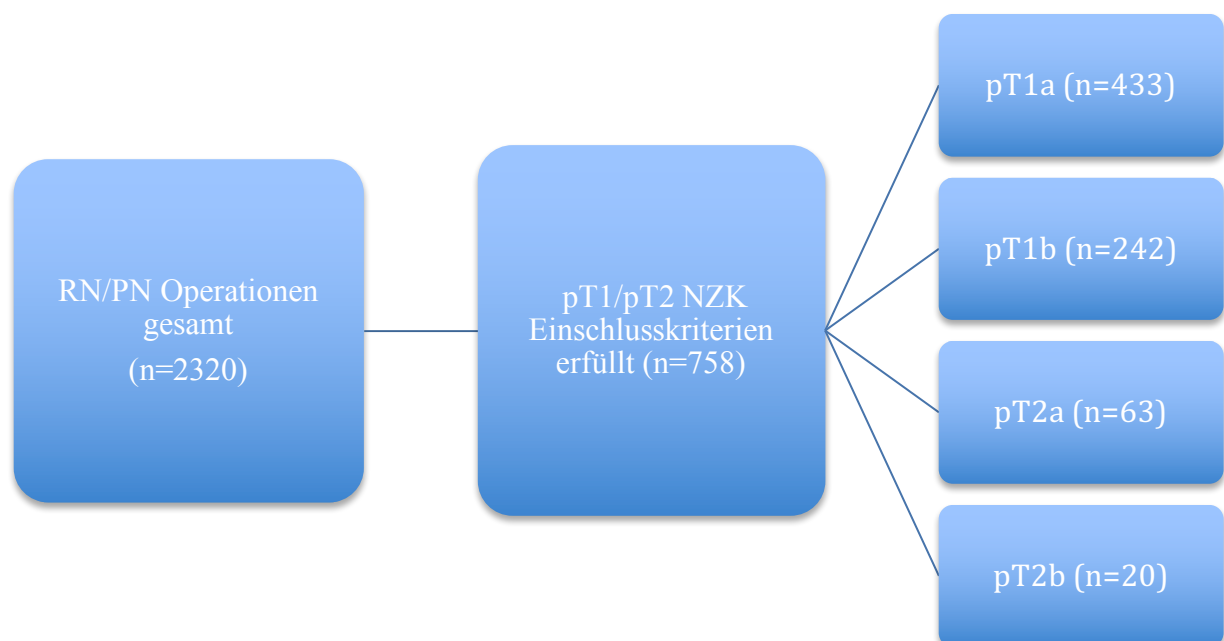 RN/PN Operationen
gesamt
(n=2320)
pT1/pT2 NZK
Einschlusskriterien
erfüllt (n=758)
pT1a (n=433)
pT1b (n=242)
pT2a (n=63)
pT2b (n=20)